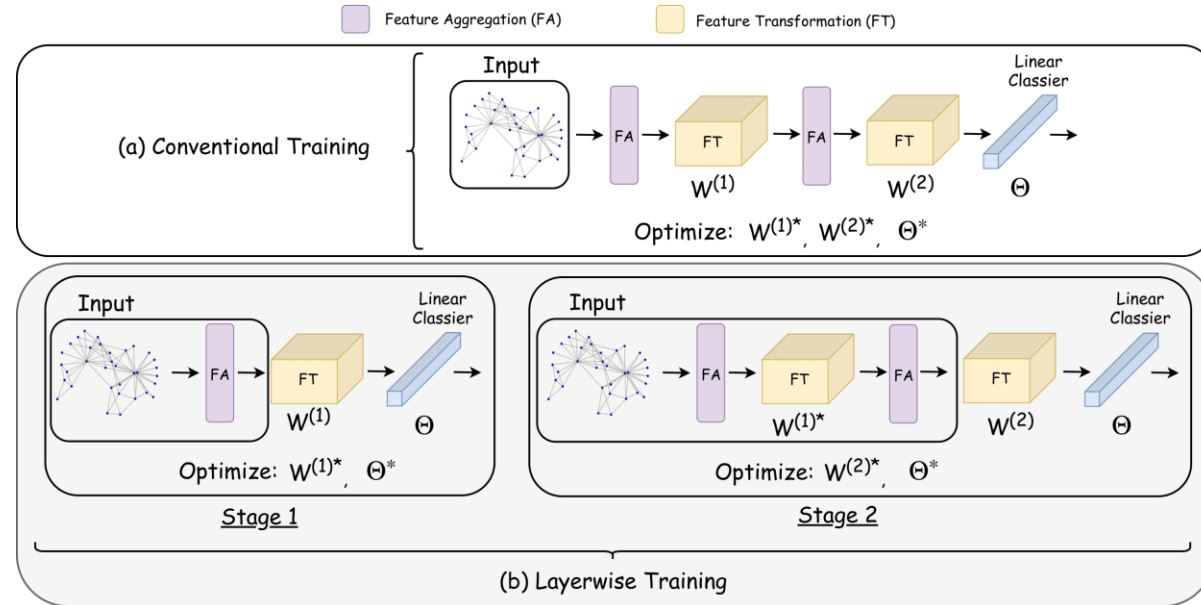 Feature Aggregation (FA)
Feature Transformation (FT)
(a) Conventional Training
Input
FA
FT
W(1)
FA
FT
W(2)
Linear
Classier
Θ
Optimize: W(1)*, W(2)*, Θ*
Input
FA
FT
W(1)
Linear
Classier
Θ
Optimize: W(1)*, Θ*
Stage 1
Input
FA
FT
W(1)*
FA
FT
W(2)
Linear
Classier
Θ
Optimize: W(2)*, Θ*
Stage 2
(b) Layerwise Training